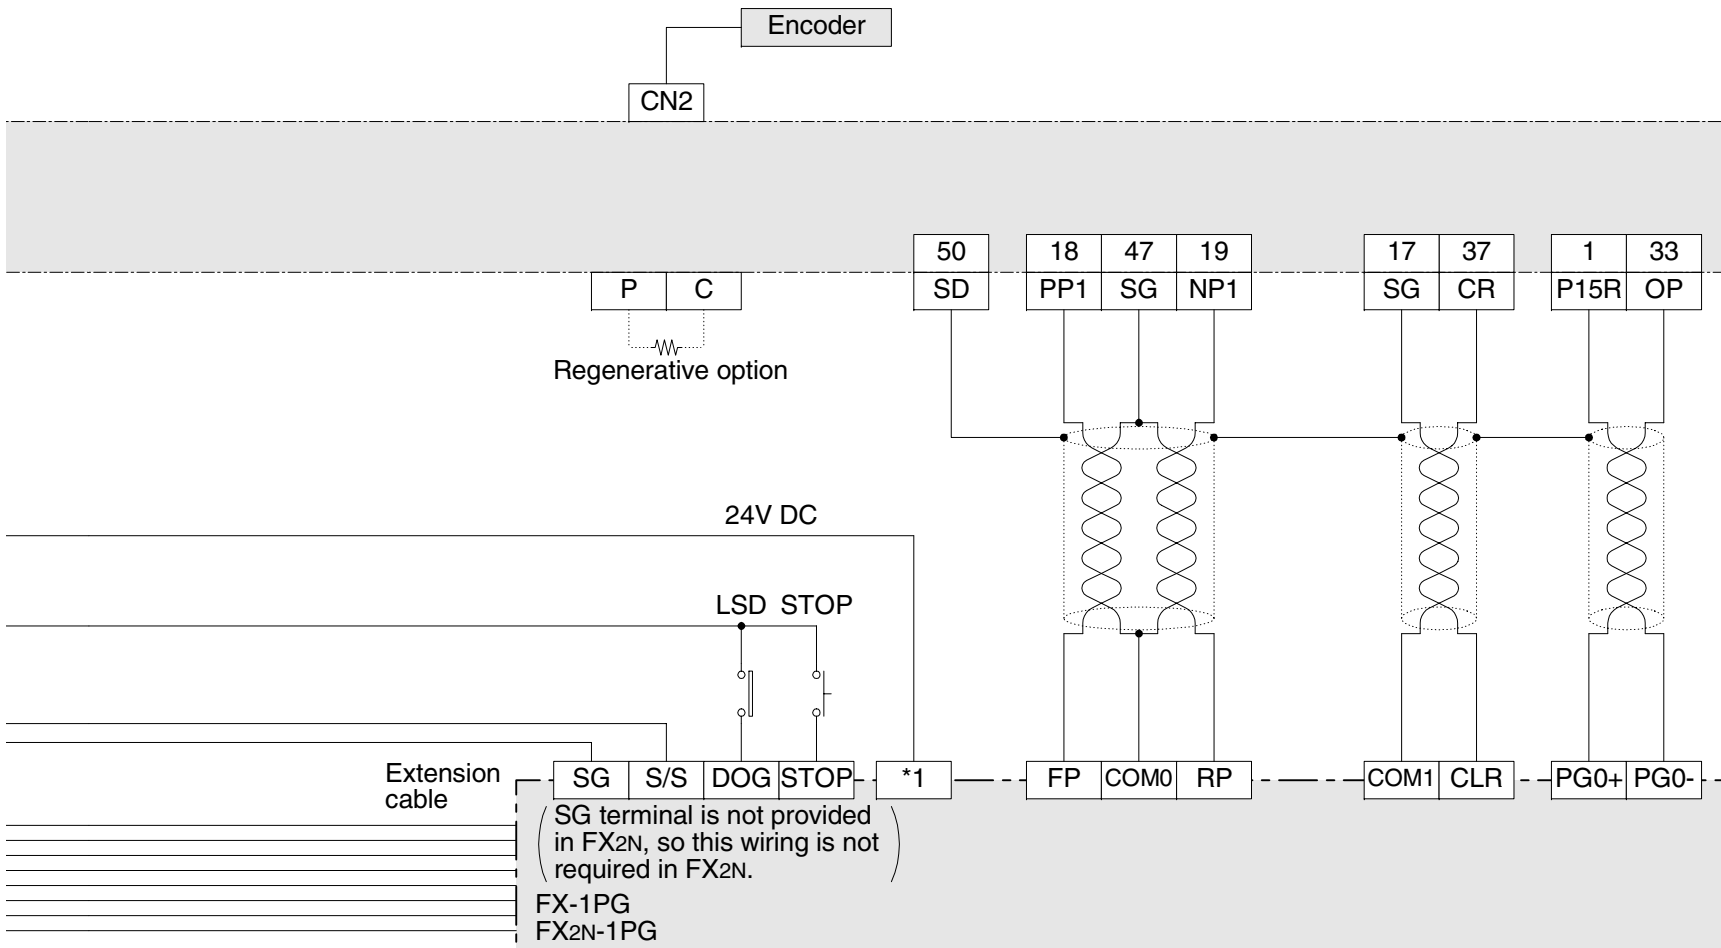 Encoder
CN2
50 18 47 19 17 37 1 33
P C SD PP1 SG NP1 SG CR P15R OP
Regenerative option
24V DC
LSD STOP
Extension
cable
SG S/S DOG STOP *1 FP COM0 RP COM1 CLR PG0+ PG0-
(SG terminal is not provided
in FX2N, so this wiring is not
required in FX2N.)
FX-1PG
FX2N-1PG